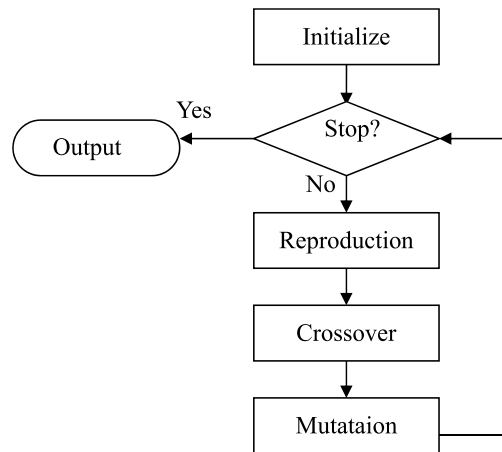 Initialize
Stop?
Yes
Output
No
Reproduction
Crossover
Mutataion